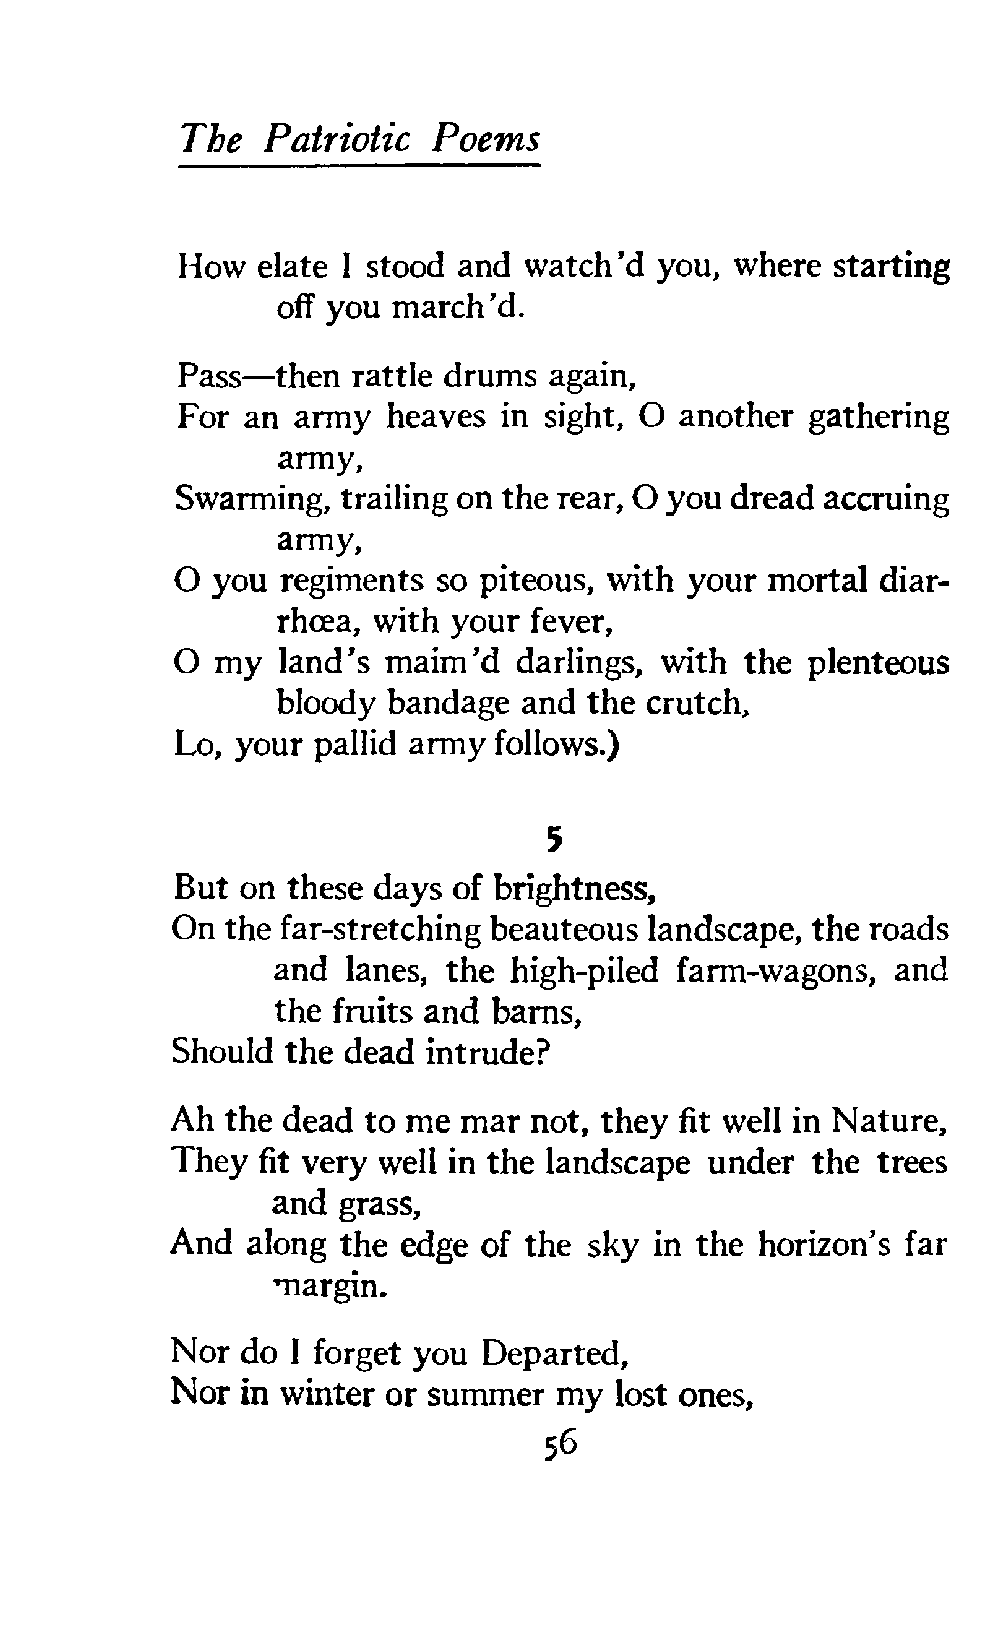 The Patriotic Poems
How elate I stood and watch'd you, where starting
off you march'd.
Pass—then rattle drums again,
For an army heaves in sight, O another gathering
army,
Swarming, trailing on the rear, O you dread accruing
army,
O you regiments so piteous, with your mortal diar-
rhœa, with your fever,
O my land's maim'd darlings, with the plenteous
bloody bandage and the crutch,
Lo, your pallid army follows.)
5
But on these days of brightness,
On the far-stretching beauteous landscape, the roads
and lanes, the high-piled farm-wagons, and
the fruits and barns,
Should the dead intrude?
Ah the dead to me mar not, they fit well in Nature,
They fit very well in the landscape under the trees
and grass,
And along the edge of the sky in the horizon's far
margin.
Nor do I forget you Departed,
Nor in winter or summer my lost ones,
56